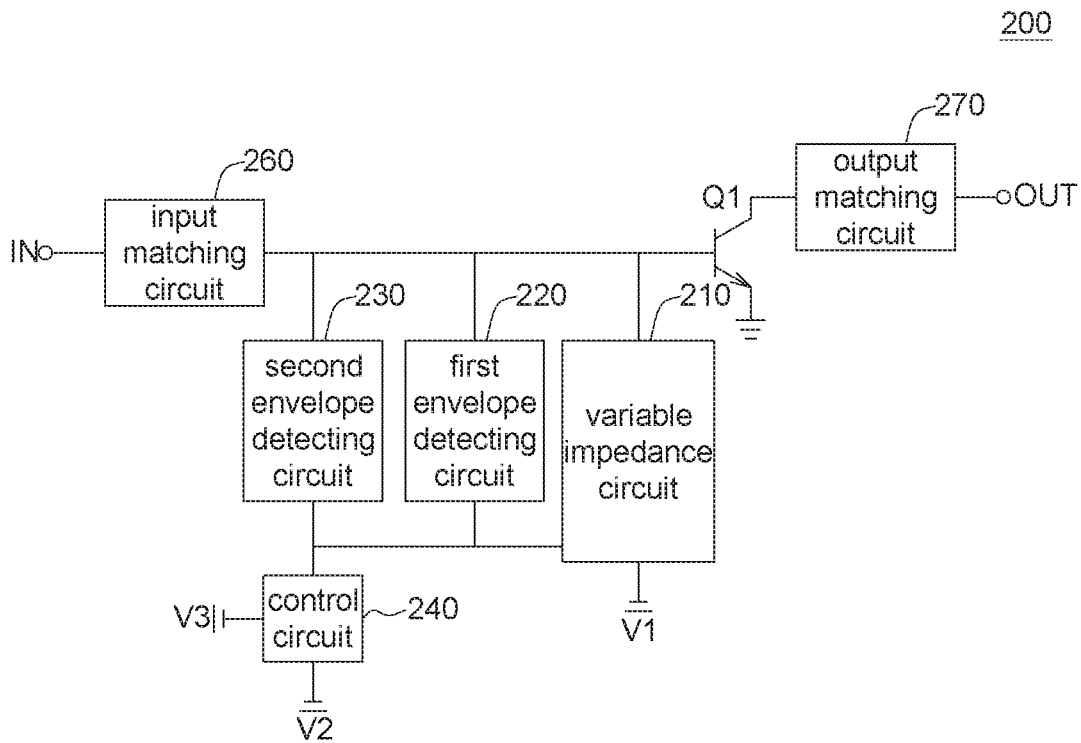 200
270
output
matching
circuit
OUT
Q1
260
input
matching
circuit
IN
230
220
210
second
envelope
detecting
circuit
first
envelope
detecting
circuit
variable
impedance
circuit
V3
control
circuit
240
V1
V2